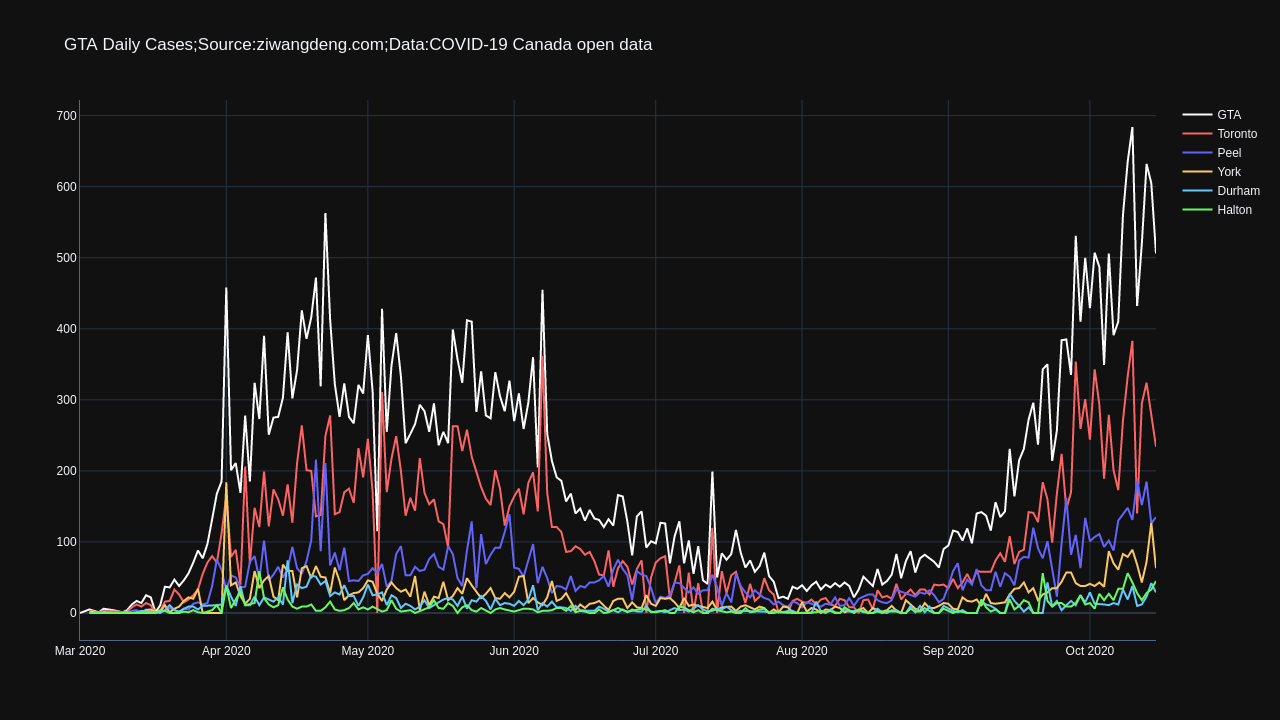 GTA Daily Cases;Source:ziwangdeng.com;Data:COVID-19 Canada open data
700
600
500
400
300
200
100
0
Mar 2020
Apr 2020
May 2020
Jun 2020
Jul 2020
Aug 2020
Sep 2020
Oct 2020
GTA
Toronto
Peel
York
Durham
Halton